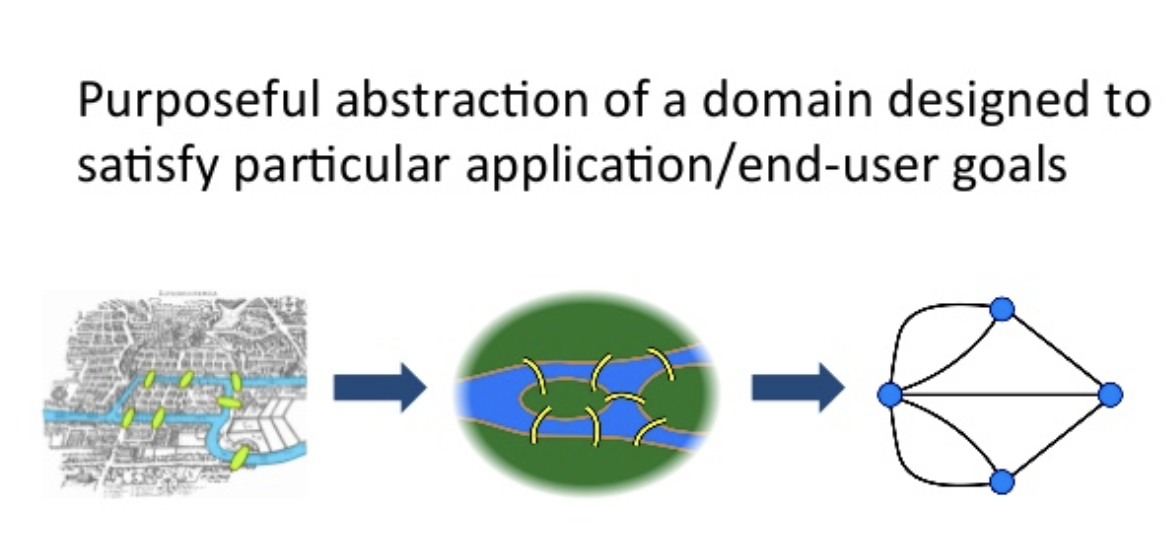 Purposeful abstraction of a domain designed to
satisfy particular application/end-user goals